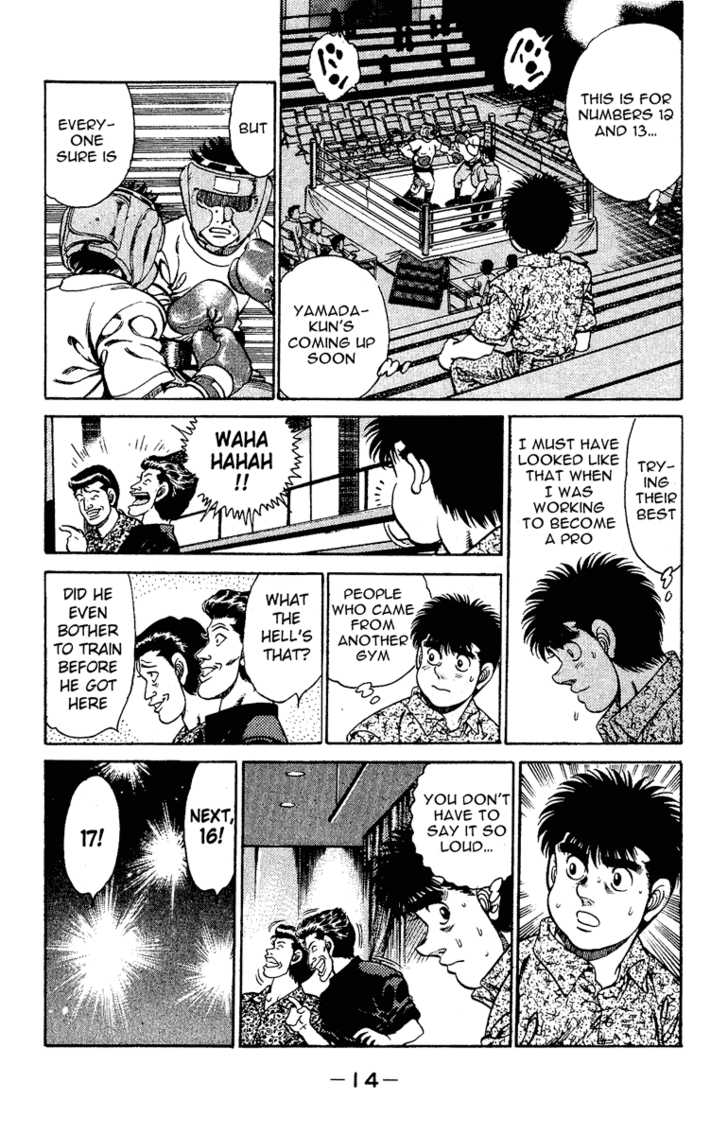 THIS IS FOR
NUMBERS 12
AND 13...
YAMADA-
KUN'S
COMING UP
SOON
BUT
EVERY-
ONE
SURE IS
TRY-
ING
THEIR
BEST
I MUST HAVE
LOOKED LIKE
THAT WHEN
I WAS
WORKING
TO BECOME
A PRO
WAHA
HAHAH
!!
PEOPLE
WHO CAME
FROM
ANOTHER
GYM
WHAT
THE
HELL'S
THAT?
DID HE
EVEN
BOTHER
TO TRAIN
BEFORE
HE GOT
HERE
YOU DON'T
HAVE TO
SAY IT SO
LOUD...
NEXT,
16!
17!
-14-